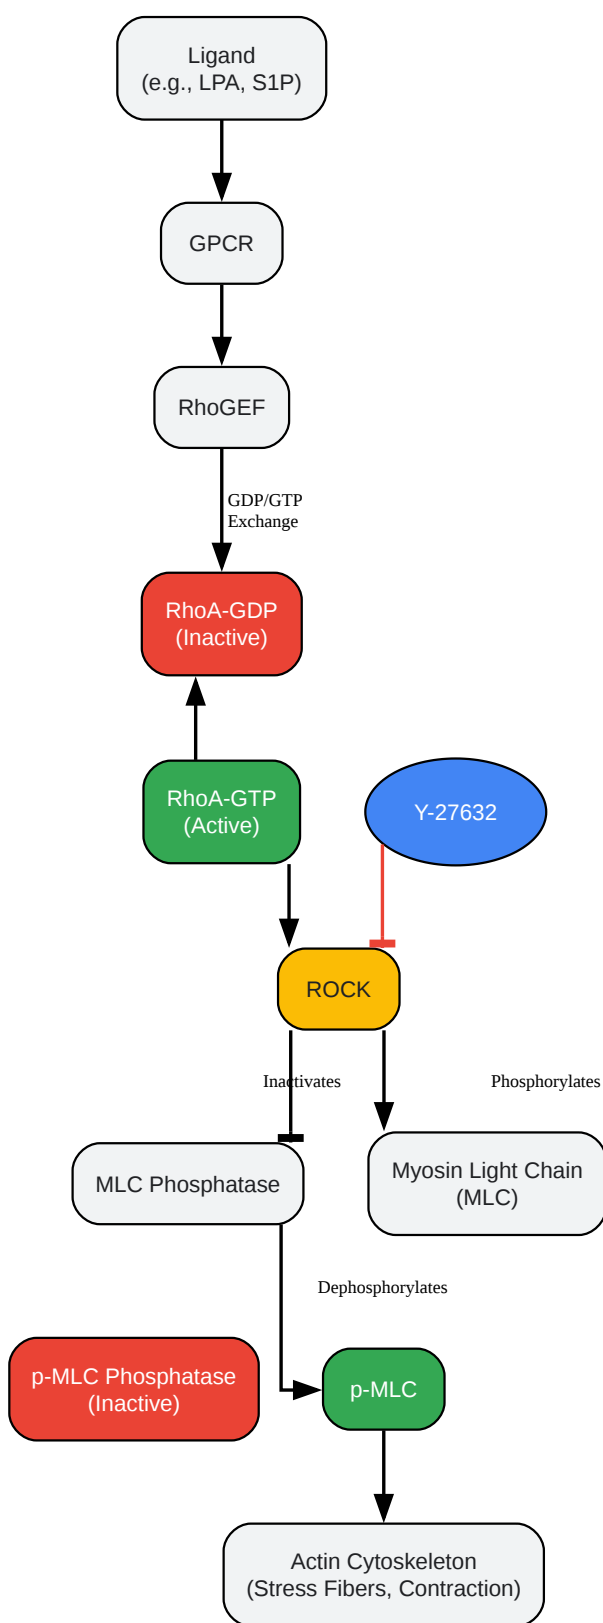 Ligand
(e.g., LPA, S1P)
GPCR
RhoGEF
GDP/GTP
Exchange
RhoA-GDP
(Inactive)
RhoA-GTP
(Active)
Y-27632
ROCK
Inactivates
Phosphorylates
MLC Phosphatase
Myosin Light Chain
(MLC)
Dephosphorylates
p-MLC Phosphatase
(Inactive)
p-MLC
Actin Cytoskeleton
(Stress Fibers, Contraction)